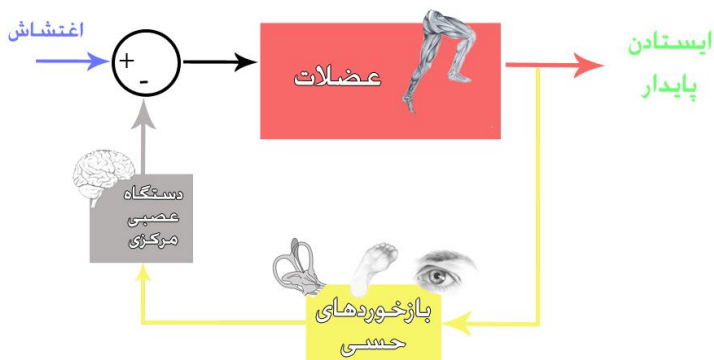 اغتشاش
+
-
عضلات
ایستادن
پایدار
دستگاه
عصبی
مرکزی
بازخوردهای
حسی